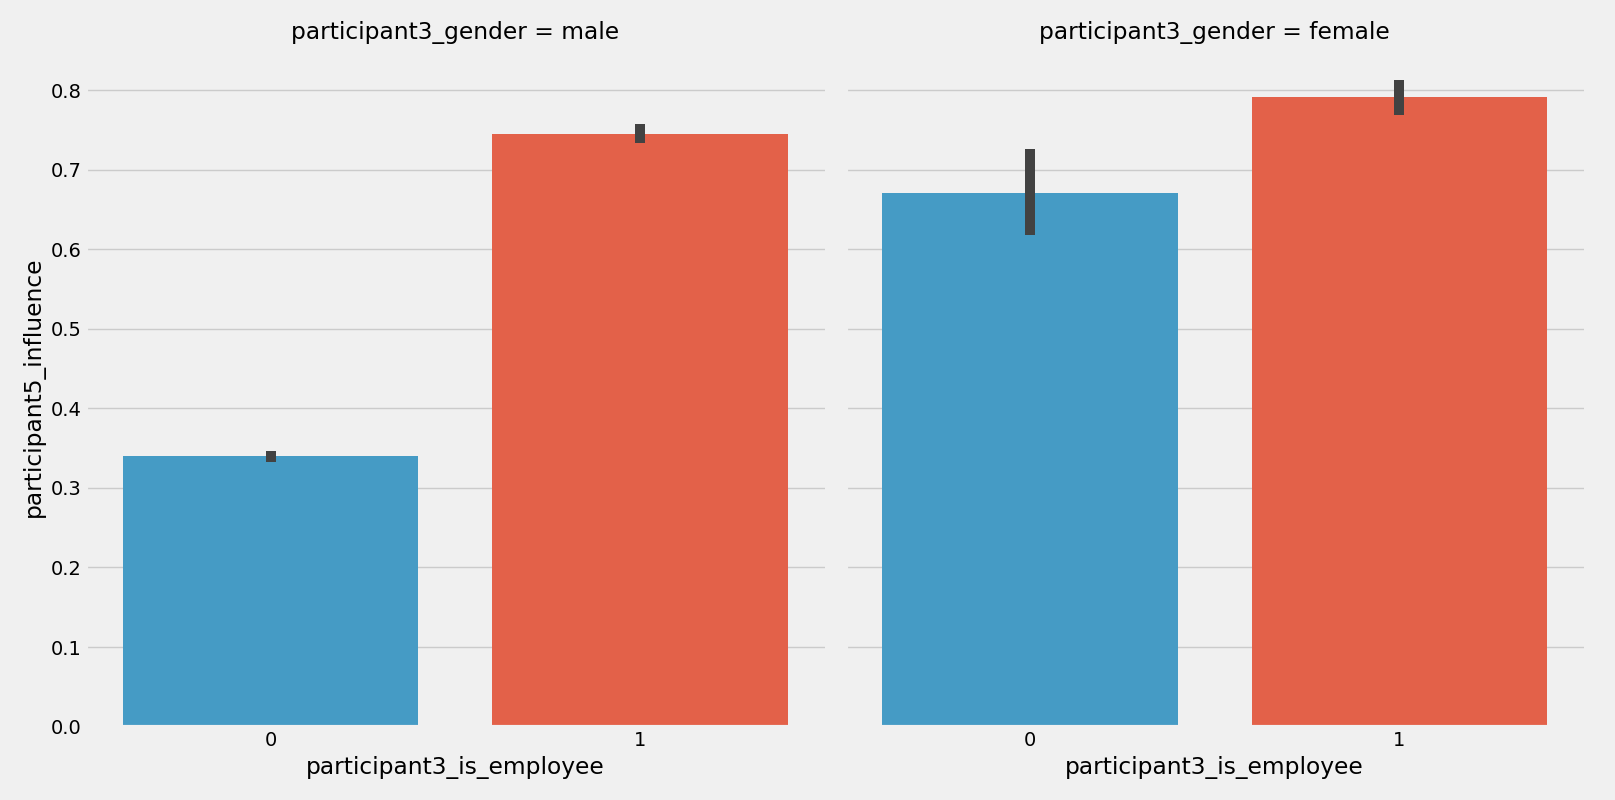 participant3_gender = male
participant3_gender = female
participant5_influence
0.8
0.7
0.6
0.5
0.4
0.3
0.2
0.1
0.0
0 1
0 1
participant3_is_employee
participant3_is_employee